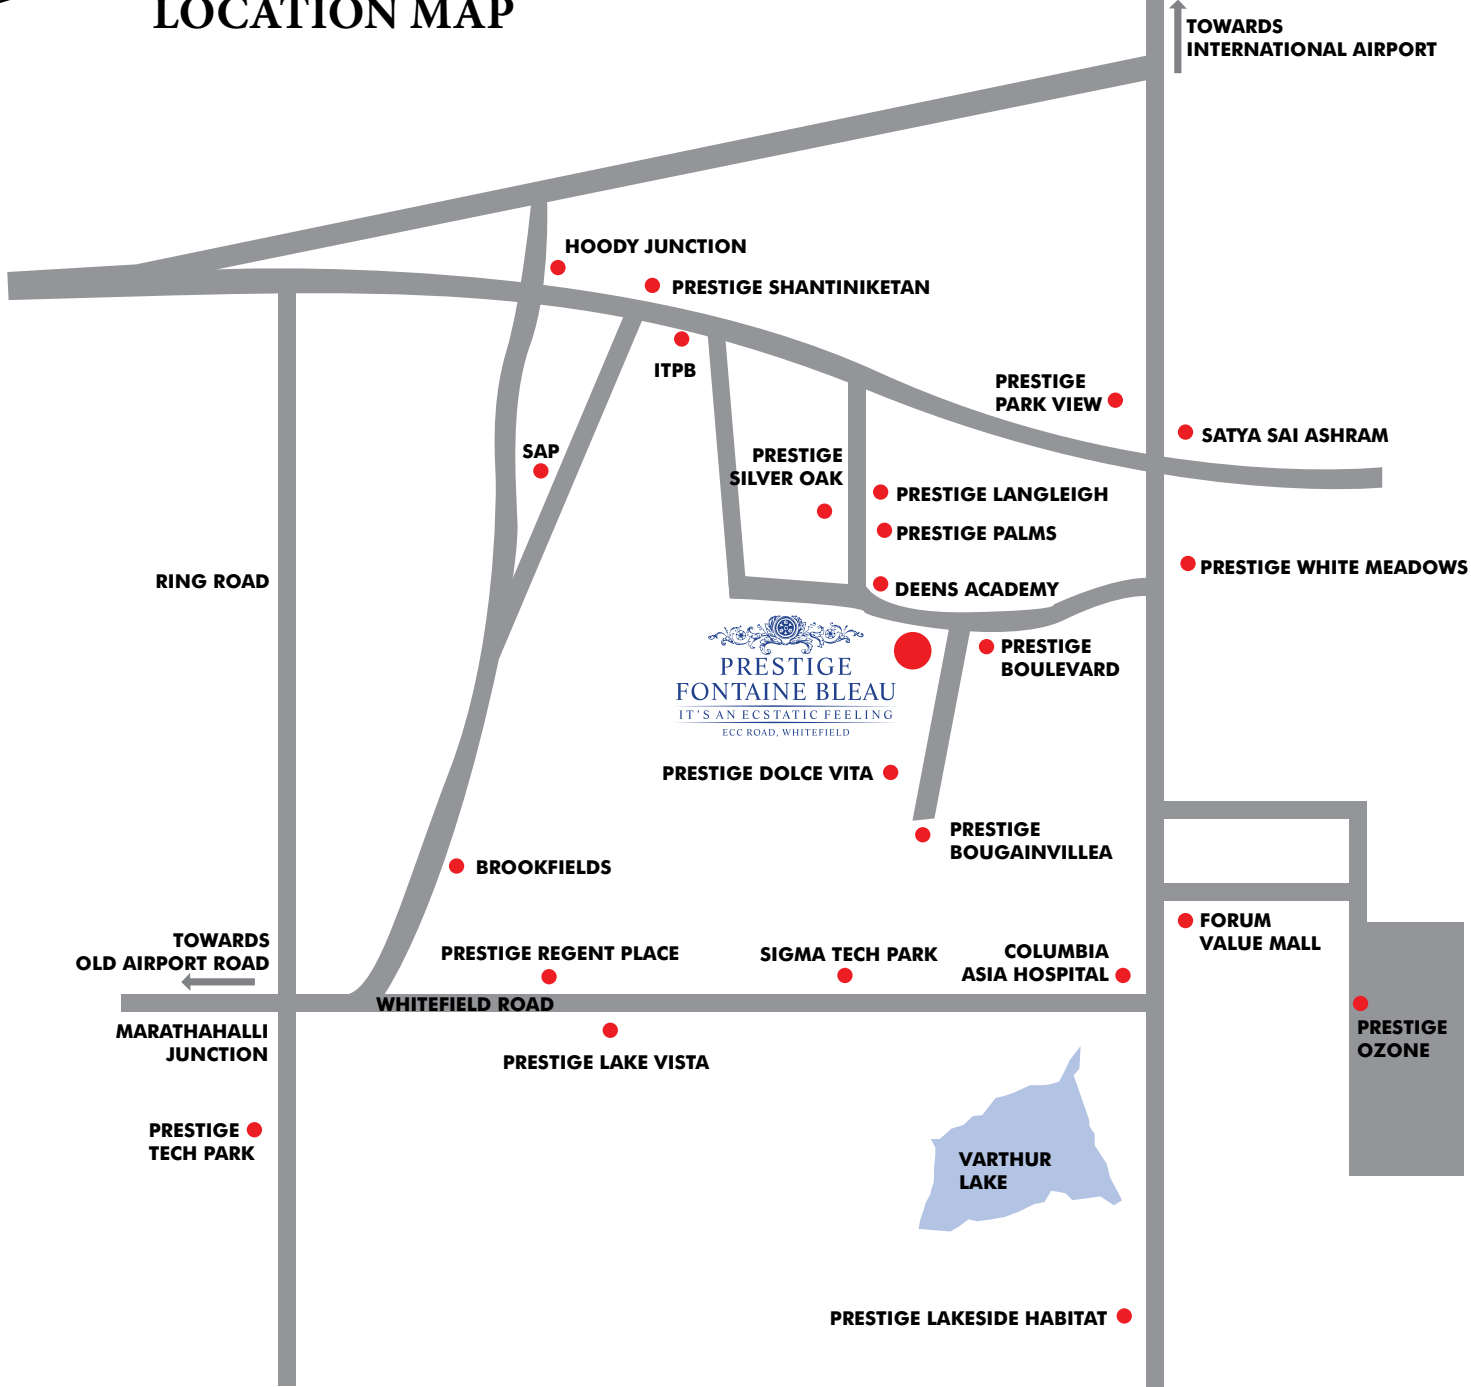 LOCATION MAP
TOWARDS
INTERNATIONAL AIRPORT
HOODY JUNCTION
PRESTIGE SHANTINIKETAN
ITPB
PRESTIGE
PARK VIEW
SATYA SAI ASHRAM
SAP
PRESTIGE
SILVER OAK
PRESTIGE LANGLEIGH
PRESTIGE PALMS
PRESTIGE WHITE MEADOWS
RING ROAD
DEENS ACADEMY
PRESTIGE
FONTAINE BLEAU
IT'S AN ECSTATIC FEELING
ECC ROAD, WHITEFIELD
PRESTIGE
BOULEVARD
PRESTIGE DOLCE VITA
PRESTIGE
BOUGAINVILLEA
BROOKFIELDS
FORUM
VALUE MALL
TOWARDS
OLD AIRPORT ROAD
PRESTIGE REGENT PLACE
SIGMA TECH PARK
COLUMBIA
ASIA HOSPITAL
WHITEFIELD ROAD
MARATHAHALLI
JUNCTION
PRESTIGE
OZONE
PRESTIGE LAKE VISTA
PRESTIGE
TECH PARK
VARTHUR
LAKE
PRESTIGE LAKESIDE HABITAT